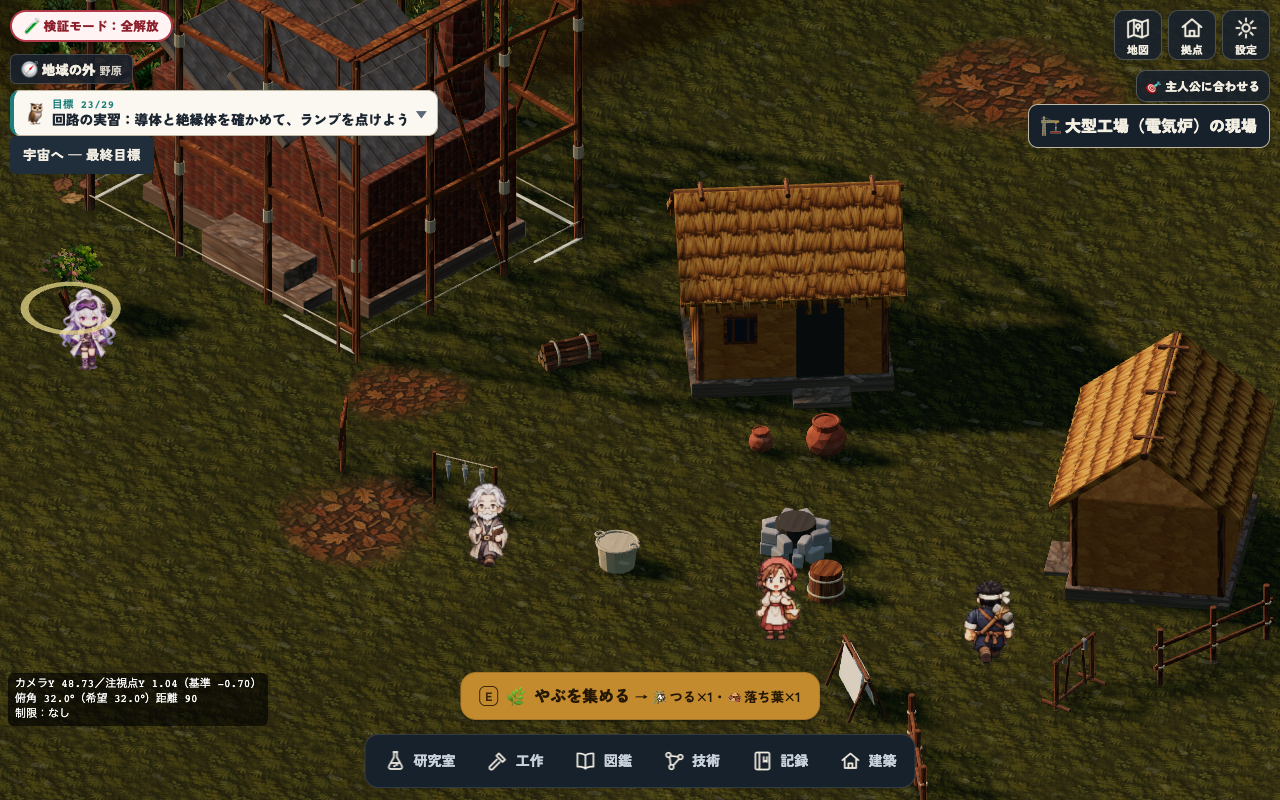 検証モード：全解放
地域の外 野原
目標 23/29
回路の実習：導体と絶縁体を確かめて、ランプを点けよう
宇宙へ — 最終目標
地図
拠点
設定
主人公に合わせる
大型工場（電気炉）の現場
カメラY 48.73／注視点Y 1.04（基準 -0.70）
俯角 32.0°（希望 32.0°）距離 90
制限：なし
E やぶを集める → つる×1・落ち葉×1
研究室
工作
図鑑
技術
記録
建築